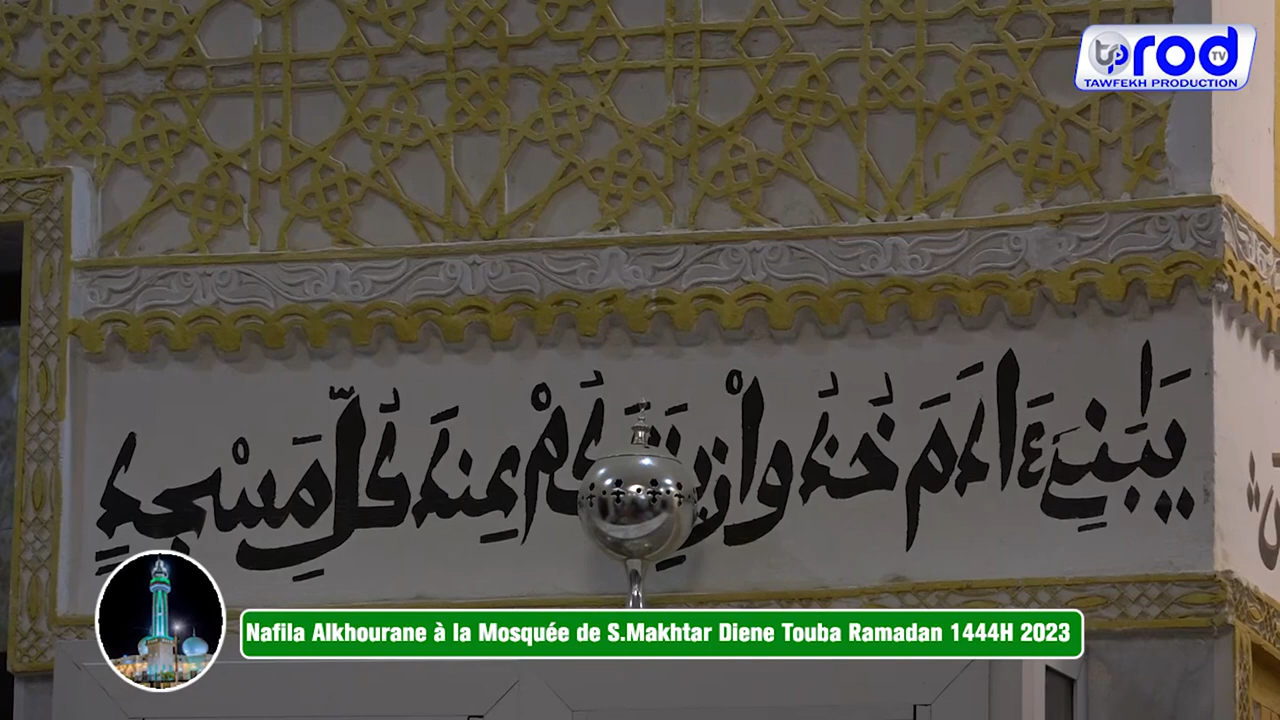 tp rod TV
TAWFEKH PRODUCTION
يَٰبَنِےٓ ءَادَمَ خُذُواْ زِينَتَكُمْ عِندَ كُلِّ مَسْجِدٍ
Nafila Alkhourane à la Mosquée de S.Makhtar Diene Touba Ramadan 1444H 2023